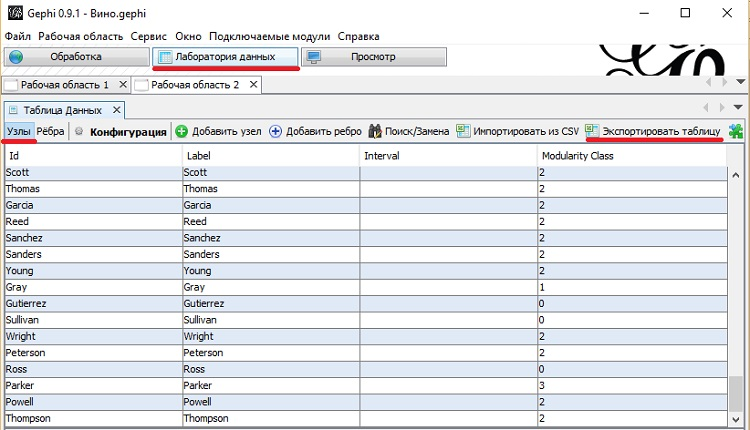 Gephi 0.9.1 - Вино.gephi
Файл Рабочая область Сервис Окно Подключаемые модули Справка
Обработка Лаборатория данных Просмотр
Рабочая область 1 Рабочая область 2
Таблица Данных
Узлы Рёбра Конфигурация Добавить узел Добавить ребро Поиск/Замена Импортировать из CSV Экспортировать таблицу
Id Label Interval Modularity Class
Scott Scott 2
Thomas Thomas 2
Garcia Garcia 2
Reed Reed 2
Sanchez Sanchez 2
Sanders Sanders 2
Young Young 2
Gray Gray 1
Gutierrez Gutierrez 0
Sullivan Sullivan 0
Wright Wright 2
Peterson Peterson 2
Ross Ross 0
Parker Parker 3
Powell Powell 2
Thompson Thompson 2